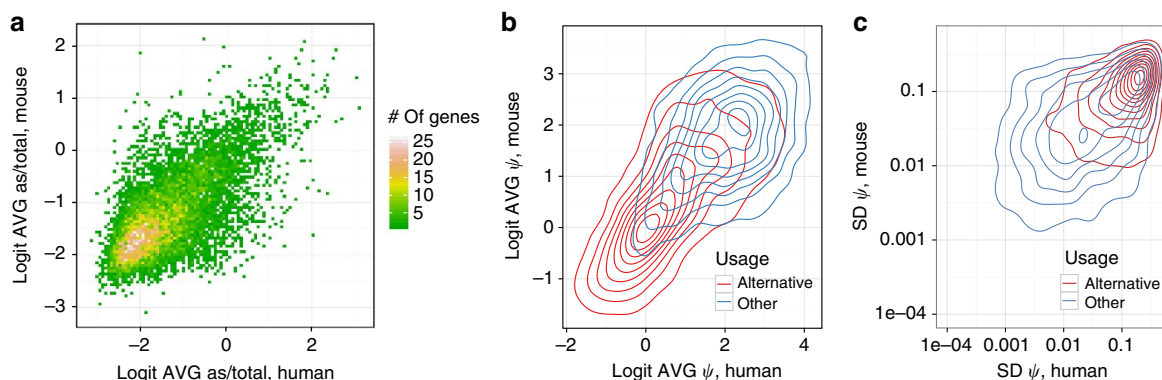 a
2
1
0
−1
−2
−3
Logit AVG as/total, mouse
−2
0
2
Logit AVG as/total, human
# Of genes
25
20
15
10
5
b
3
2
1
0
−1
Logit AVG ψ, mouse
Usage
Alternative
Other
−2
0
2
4
Logit AVG ψ, human
c
0.1
0.01
0.001
1e−04
SD ψ, mouse
Usage
Alternative
Other
1e−04
0.001
0.01
0.1
SD ψ, human